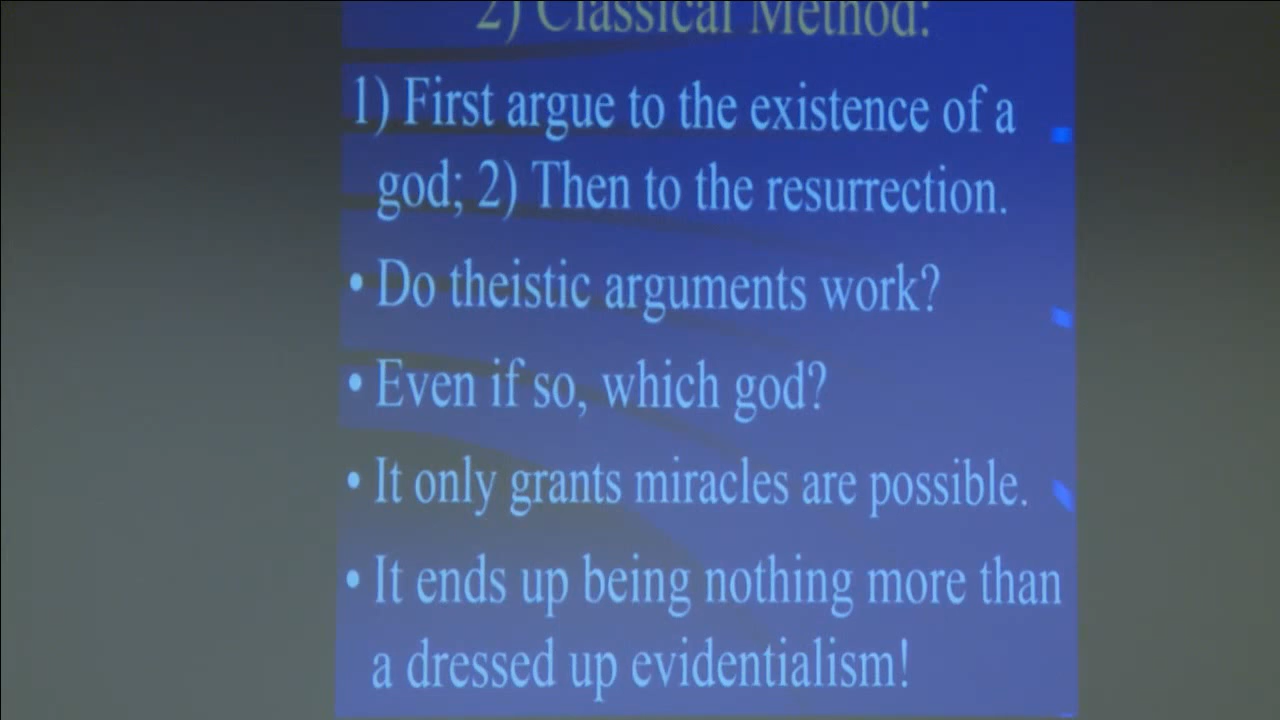 2) Classical Method:
1) First argue to the existence of a
god; 2) Then to the resurrection.
• Do theistic arguments work?
• Even if so, which god?
• It only grants miracles are possible.
• It ends up being nothing more than
a dressed up evidentialism!